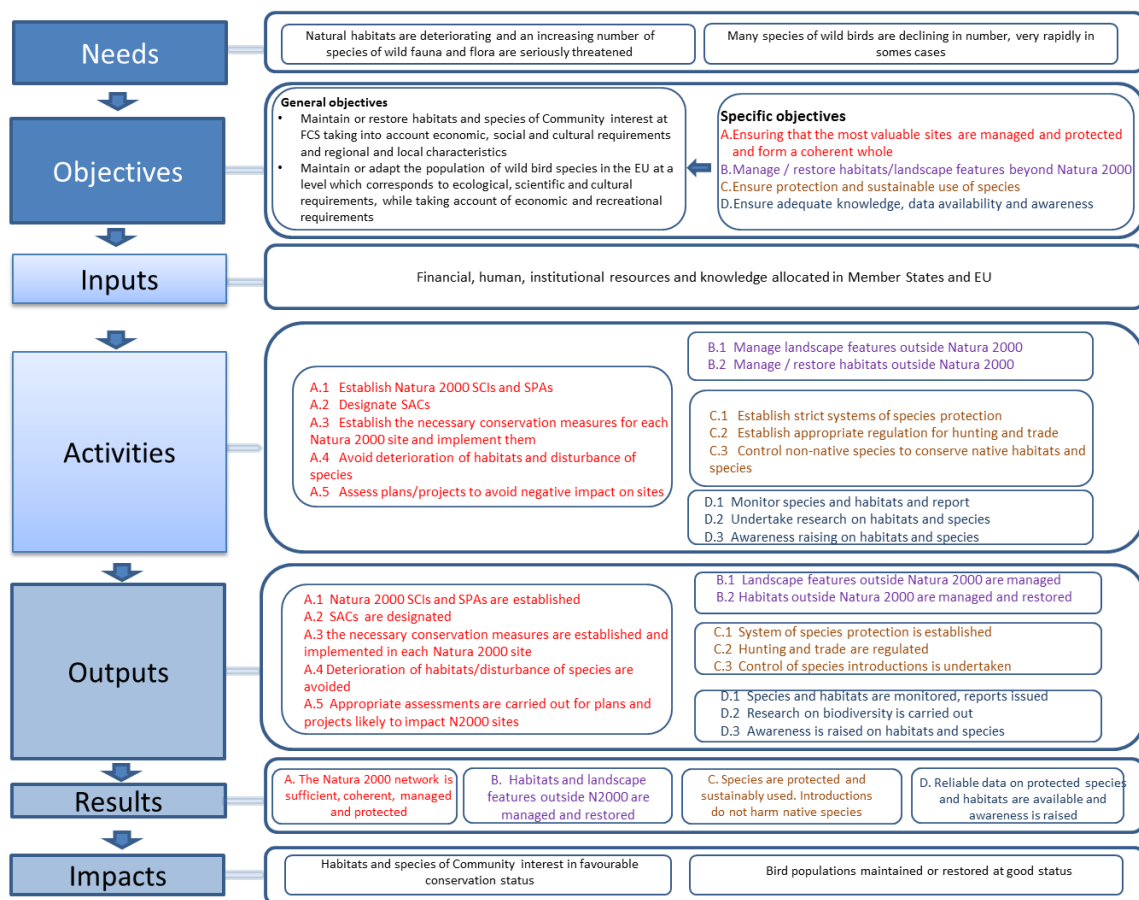 Needs
Natural habitats are deteriorating and an increasing number of
species of wild fauna and flora are seriously threatened
Many species of wild birds are declining in number, very rapidly in
somes cases
Objectives
General objectives
• Maintain or restore habitats and species of Community interest at
FCS taking into account economic, social and cultural requirements
and regional and local characteristics
• Maintain or adapt the population of wild bird species in the EU at a
level which corresponds to ecological, scientific and cultural
requirements, while taking account of economic and recreational
requirements
Specific objectives
A.Ensuring that the most valuable sites are managed and protected
and form a coherent whole
B.Manage / restore habitats/landscape features beyond Natura 2000
C.Ensure protection and sustainable use of species
D.Ensure adequate knowledge, data availability and awareness
Inputs
Financial, human, institutional resources and knowledge allocated in Member States and EU
Activities
A.1 Establish Natura 2000 SCIs and SPAs
A.2 Designate SACs
A.3 Establish the necessary conservation measures for each
Natura 2000 site and implement them
A.4 Avoid deterioration of habitats and disturbance of
species
A.5 Assess plans/projects to avoid negative impact on sites
B.1 Manage landscape features outside Natura 2000
B.2 Manage / restore habitats outside Natura 2000
C.1 Establish strict systems of species protection
C.2 Establish appropriate regulation for hunting and trade
C.3 Control non-native species to conserve native habitats and
species
D.1 Monitor species and habitats and report
D.2 Undertake research on habitats and species
D.3 Awareness raising on habitats and species
Outputs
A.1 Natura 2000 SCIs and SPAs are established
A.2 SACs are designated
A.3 the necessary conservation measures are established and
implemented in each Natura 2000 site
A.4 Deterioration of habitats/disturbance of species are
avoided
A.5 Appropriate assessments are carried out for plans and
projects likely to impact N2000 sites
B.1 Landscape features outside Natura 2000 are managed
B.2 Habitats outside Natura 2000 are managed and restored
C.1 System of species protection is established
C.2 Hunting and trade are regulated
C.3 Control of species introductions is undertaken
D.1 Species and habitats are monitored, reports issued
D.2 Research on biodiversity is carried out
D.3 Awareness is raised on habitats and species
Results
A. The Natura 2000 network is
sufficient, coherent, managed
and protected
B. Habitats and landscape
features outside N2000 are
managed and restored
C. Species are protected and
sustainably used. Introductions
do not harm native species
D. Reliable data on protected species
and habitats are available and
awareness is raised
Impacts
Habitats and species of Community interest in favourable
conservation status
Bird populations maintained or restored at good status